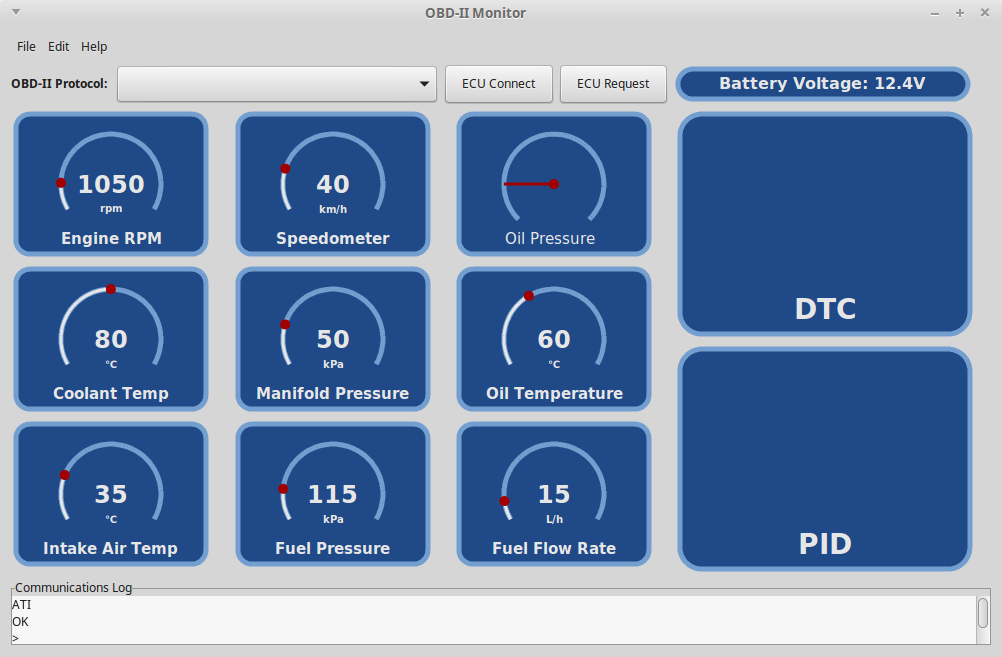 OBD-II Monitor
File Edit Help
OBD-II Protocol: ECU Connect ECU Request Battery Voltage: 12.4V
1050
rpm
Engine RPM
40
km/h
Speedometer
Oil Pressure
DTC
80
°C
Coolant Temp
50
kPa
Manifold Pressure
60
°C
Oil Temperature
35
°C
Intake Air Temp
115
kPa
Fuel Pressure
15
L/h
Fuel Flow Rate
PID
Communications Log
ATI
OK
>